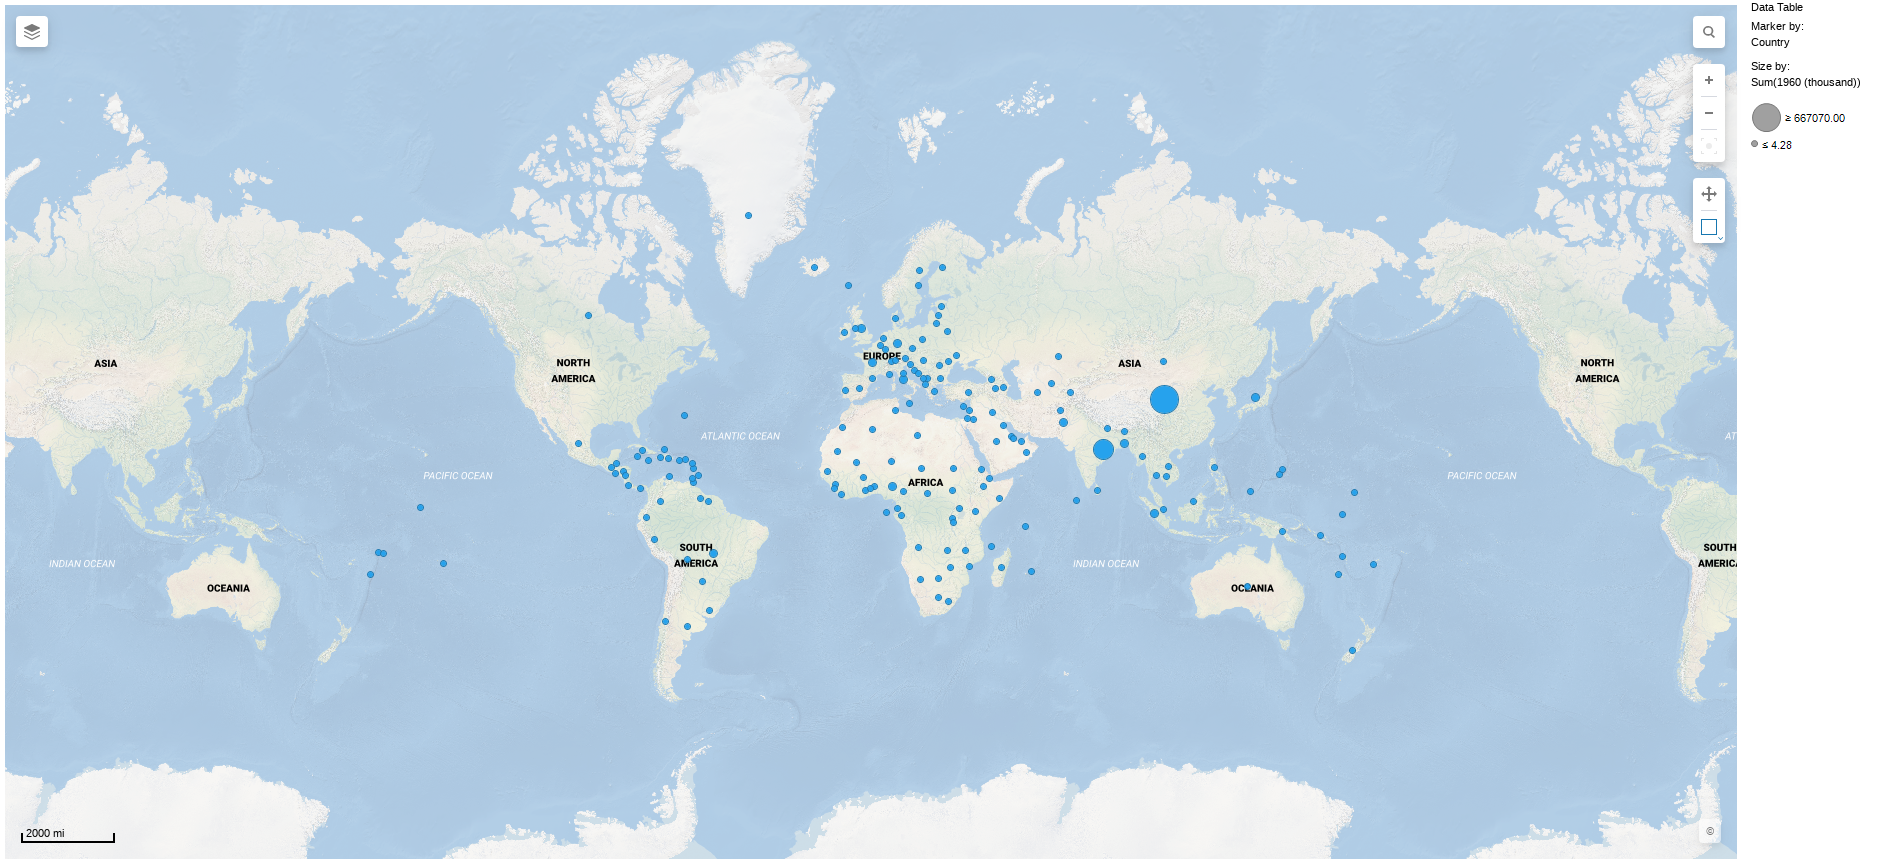 Data Table
Marker by:
Country
Size by:
Sum(1960 (thousand))
≥ 667070.00
≤ 4.28
ASIA
NORTH
AMERICA
EUROPE
ASIA
NORTH
AMERICA
ATLANTIC OCEAN
AT
PACIFIC OCEAN
PACIFIC OCEAN
AFRICA
SOUTH
AMERICA
SOUTH
AMERICA
INDIAN OCEAN
INDIAN OCEAN
OCEANIA
OCEANIA
2000 mi
©